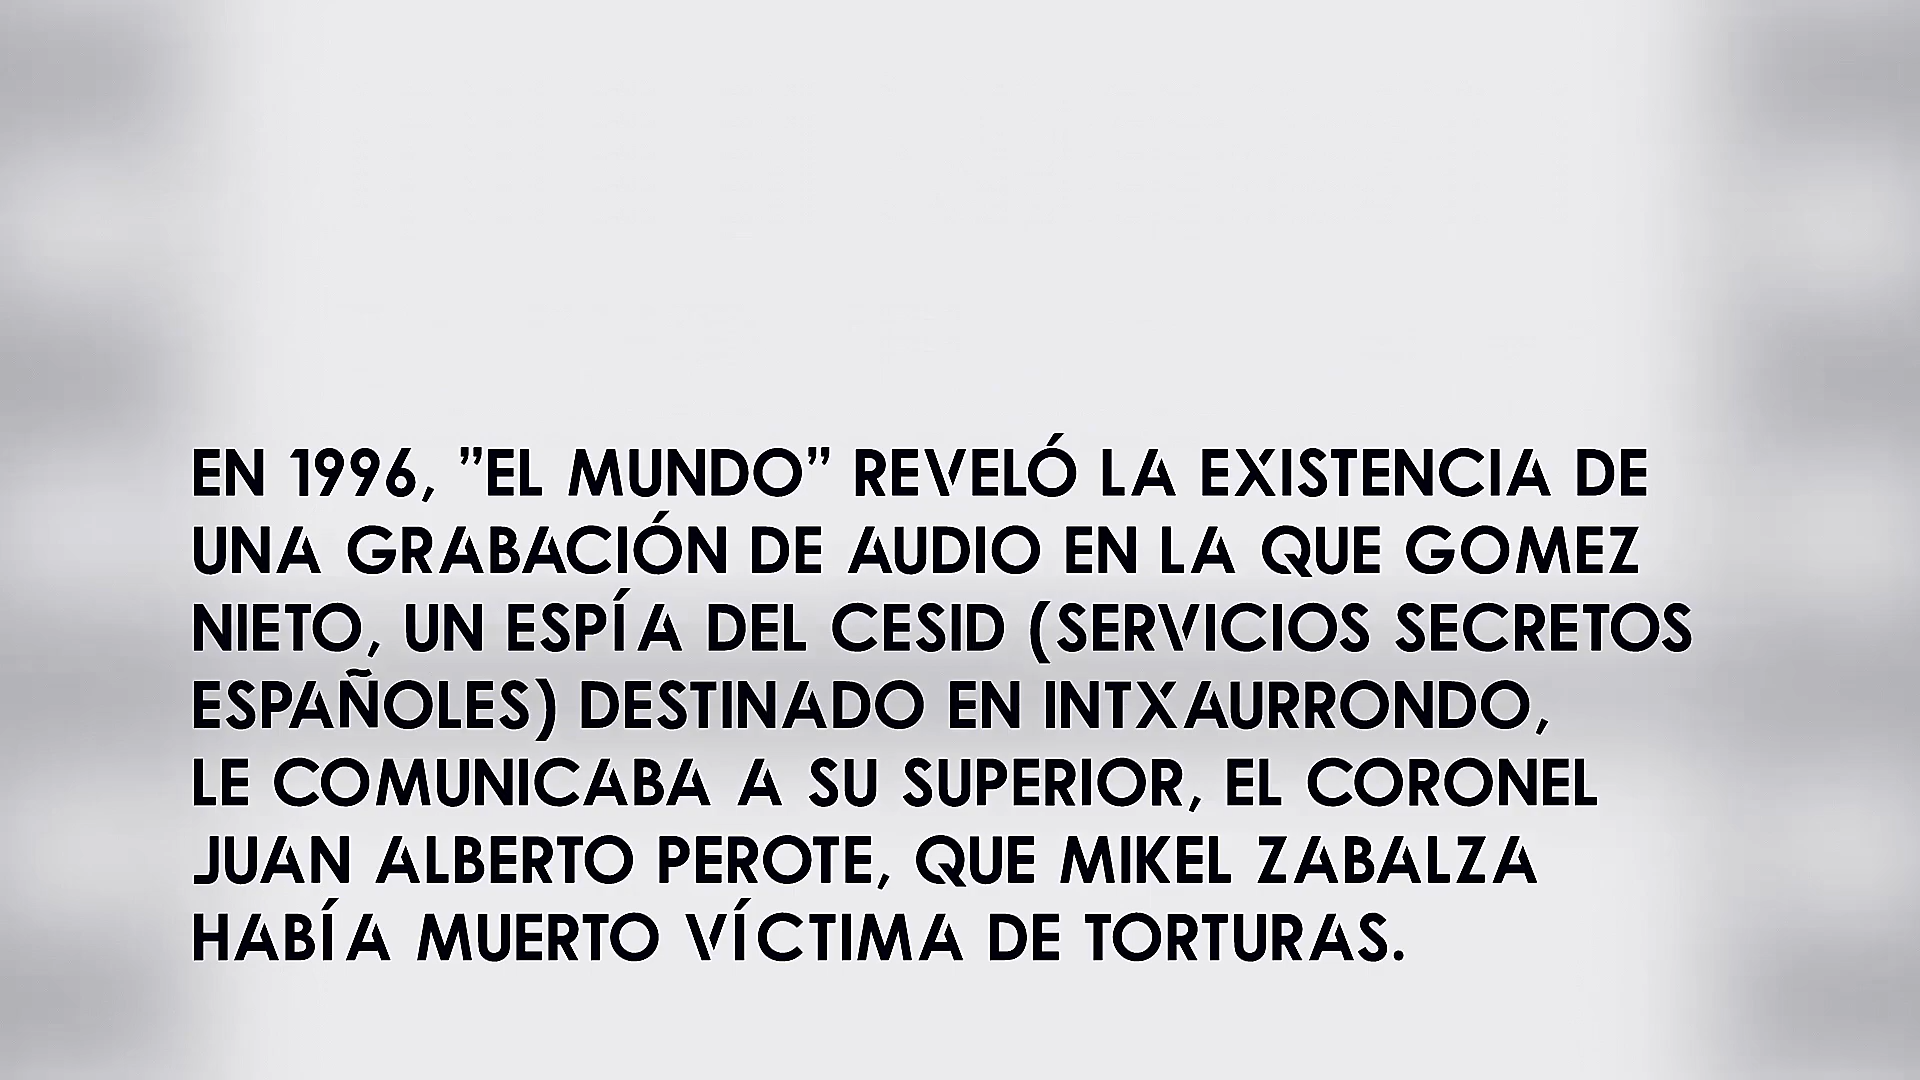 EN 1996, "EL MUNDO" REVELÓ LA EXISTENCIA DE
UNA GRABACIÓN DE AUDIO EN LA QUE GOMEZ
NIETO, UN ESPÍA DEL CESID (SERVICIOS SECRETOS
ESPAÑOLES) DESTINADO EN INTXAURRONDO,
LE COMUNICABA A SU SUPERIOR, EL CORONEL
JUAN ALBERTO PEROTE, QUE MIKEL ZABALZA
HABÍA MUERTO VÍCTIMA DE TORTURAS.